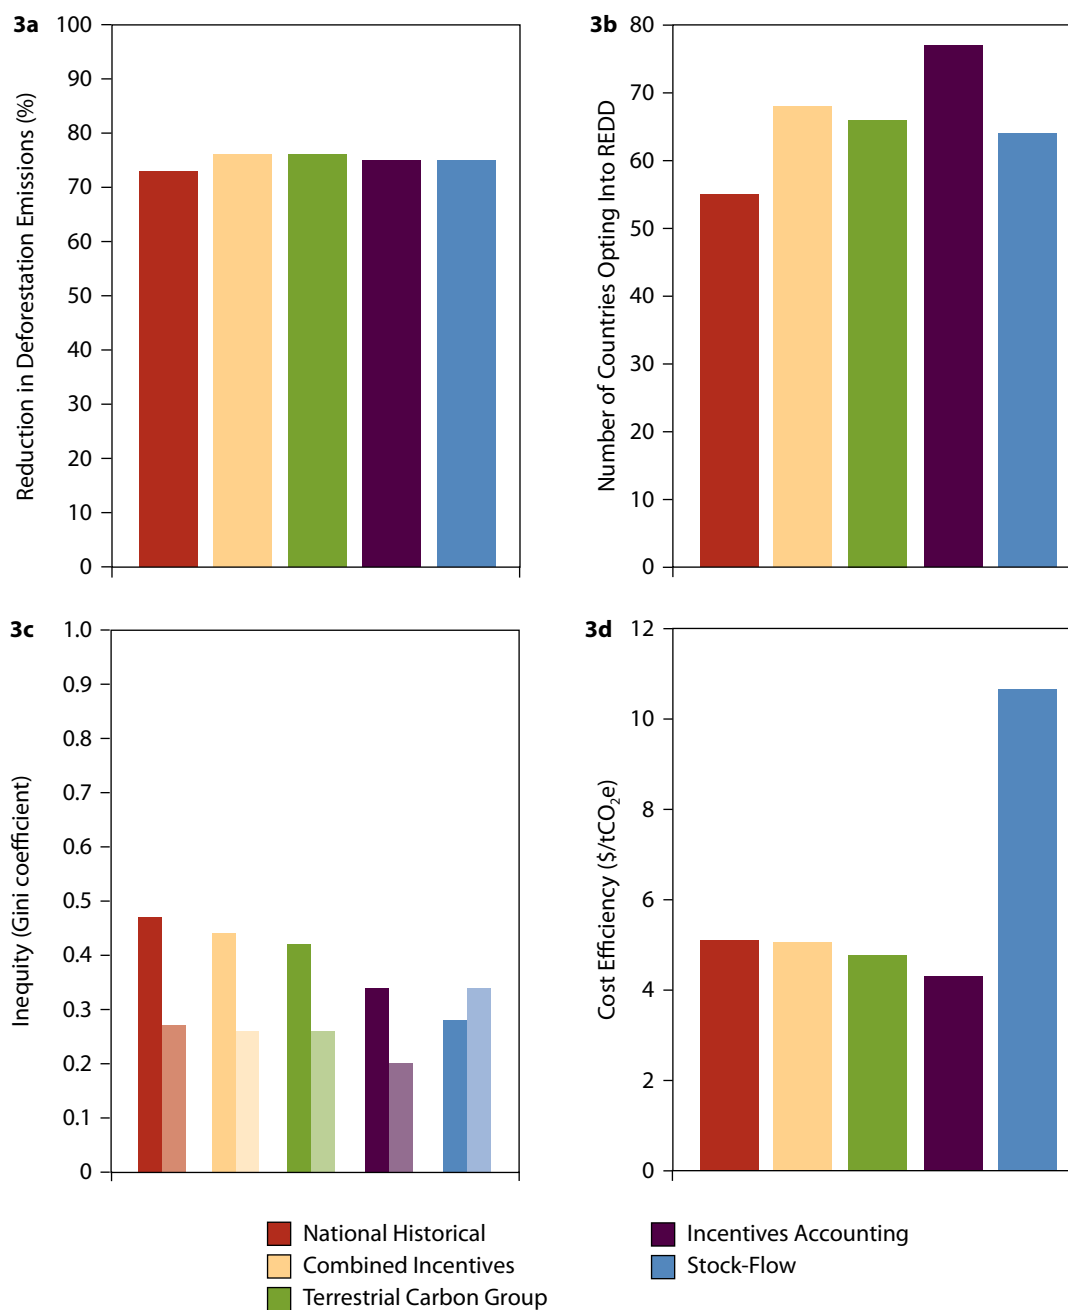 3a
Reduction in Deforestation Emissions (%)
100
90
80
70
60
50
40
30
20
10
0
3b
Number of Countries Opting Into REDD
80
70
60
50
40
30
20
10
0
3c
Inequity (Gini coefficient)
1.0
0.9
0.8
0.7
0.6
0.5
0.4
0.3
0.2
0.1
0
3d
Cost Efficiency ($/tCO₂e)
12
10
8
6
4
2
0
National Historical
Combined Incentives
Terrestrial Carbon Group
Incentives Accounting
Stock-Flow